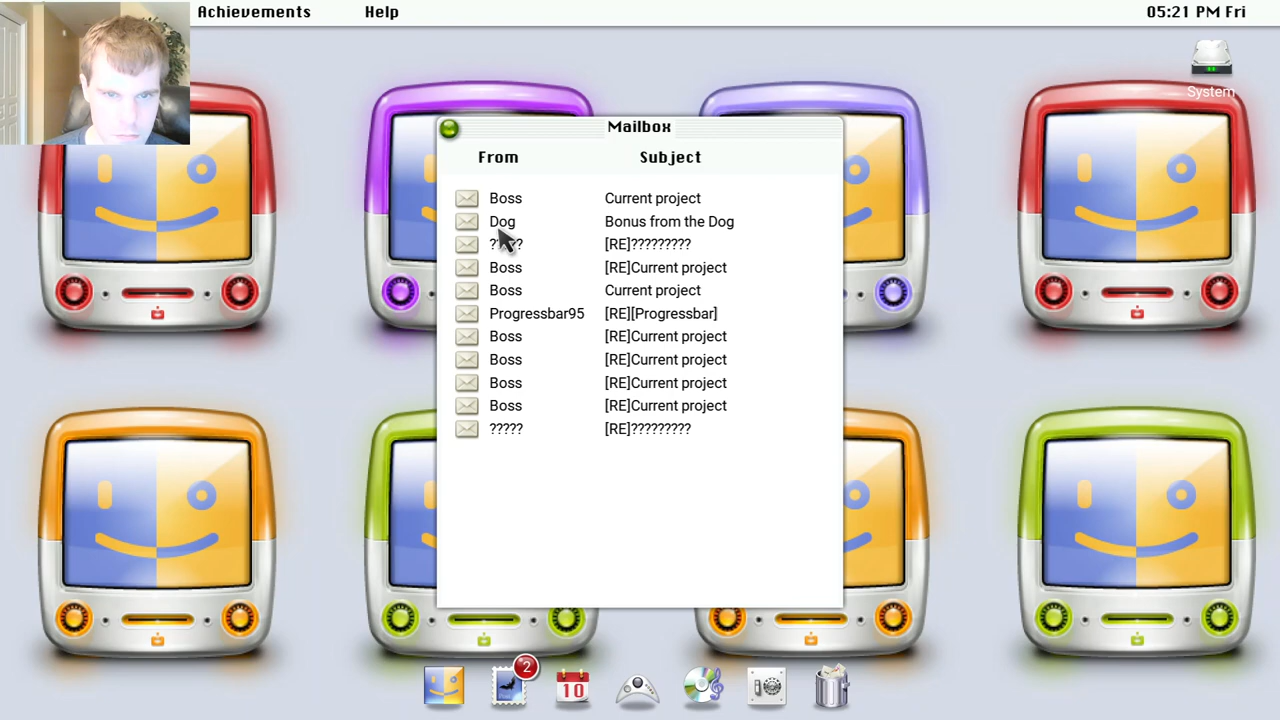 Achievements Help 05:21 PM Fri
System
Mailbox
From Subject
Boss Current project
Dog Bonus from the Dog
????? [RE]?????????
Boss [RE]Current project
Boss Current project
Progressbar95 [RE][Progressbar]
Boss [RE]Current project
Boss [RE]Current project
Boss [RE]Current project
Boss [RE]Current project
????? [RE]?????????
2
10